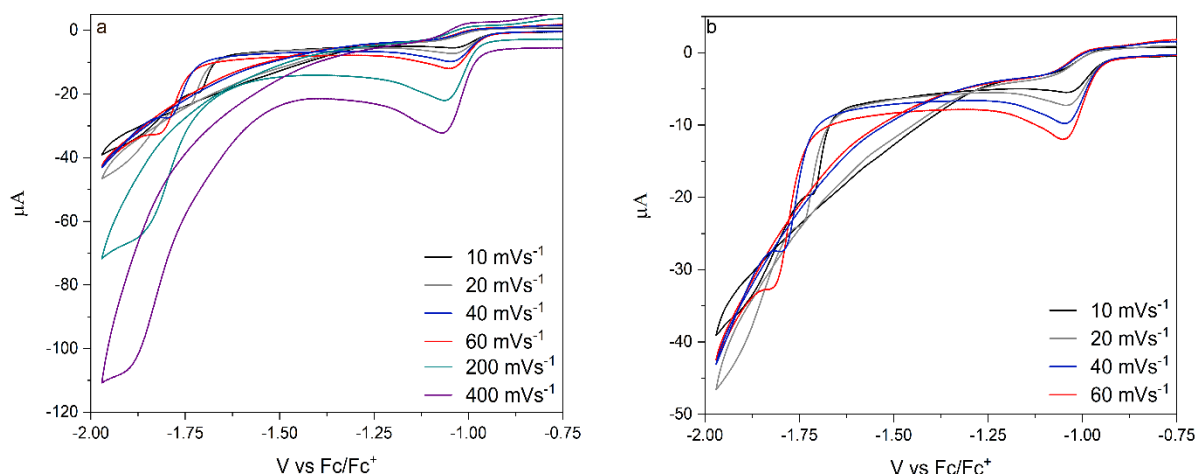 a
0
-20
-40
-60
-80
-100
-120
µA
-2.00
-1.75
-1.50
-1.25
-1.00
-0.75
V vs Fc/Fc⁺
10 mVs⁻¹
20 mVs⁻¹
40 mVs⁻¹
60 mVs⁻¹
200 mVs⁻¹
400 mVs⁻¹
b
0
-10
-20
-30
-40
-50
µA
-2.00
-1.75
-1.50
-1.25
-1.00
-0.75
V vs Fc/Fc⁺
10 mVs⁻¹
20 mVs⁻¹
40 mVs⁻¹
60 mVs⁻¹